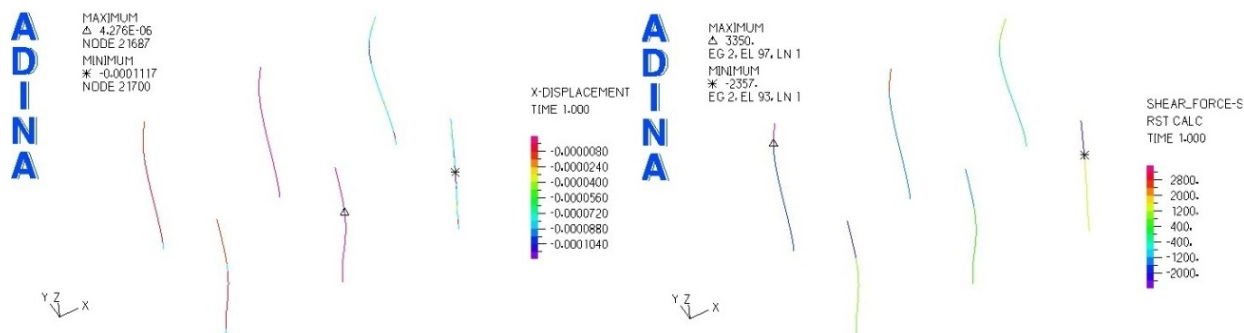 ADINA
MAXIMUM
△ 4.276E-06
NODE 21687
MINIMUM
* -0.0001117
NODE 21700
X-DISPLACEMENT
TIME 1.000
-0.0000080
-0.0000240
-0.0000400
-0.0000560
-0.0000720
-0.0000880
-0.0001040
Y Z X
ADINA
MAXIMUM
△ 3350.
EG 2, EL 97, LN 1
MINIMUM
* -2357.
EG 2, EL 93, LN 1
SHEAR_FORCE-S
RST CALC
TIME 1.000
2800.
2000.
1200.
400.
-400.
-1200.
-2000.
Y Z X